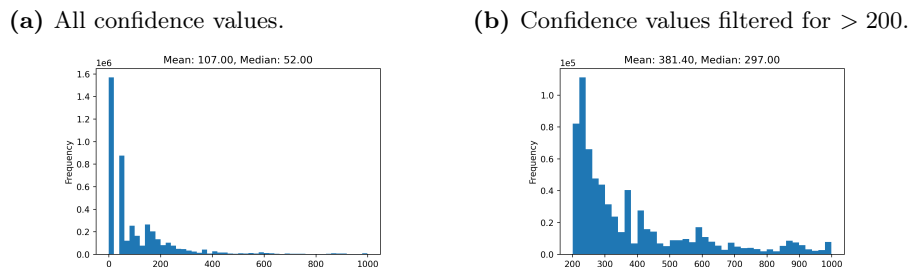 (a) All confidence values.
(b) Confidence values filtered for > 200.
Mean: 107.00, Median: 52.00
1e6
1.6
1.4
1.2
1.0
0.8
0.6
0.4
0.2
0.0
Frequency
0 200 400 600 800 1000
Mean: 381.40, Median: 297.00
1e5
1.0
0.8
0.6
0.4
0.2
0.0
Frequency
200 300 400 500 600 700 800 900 1000